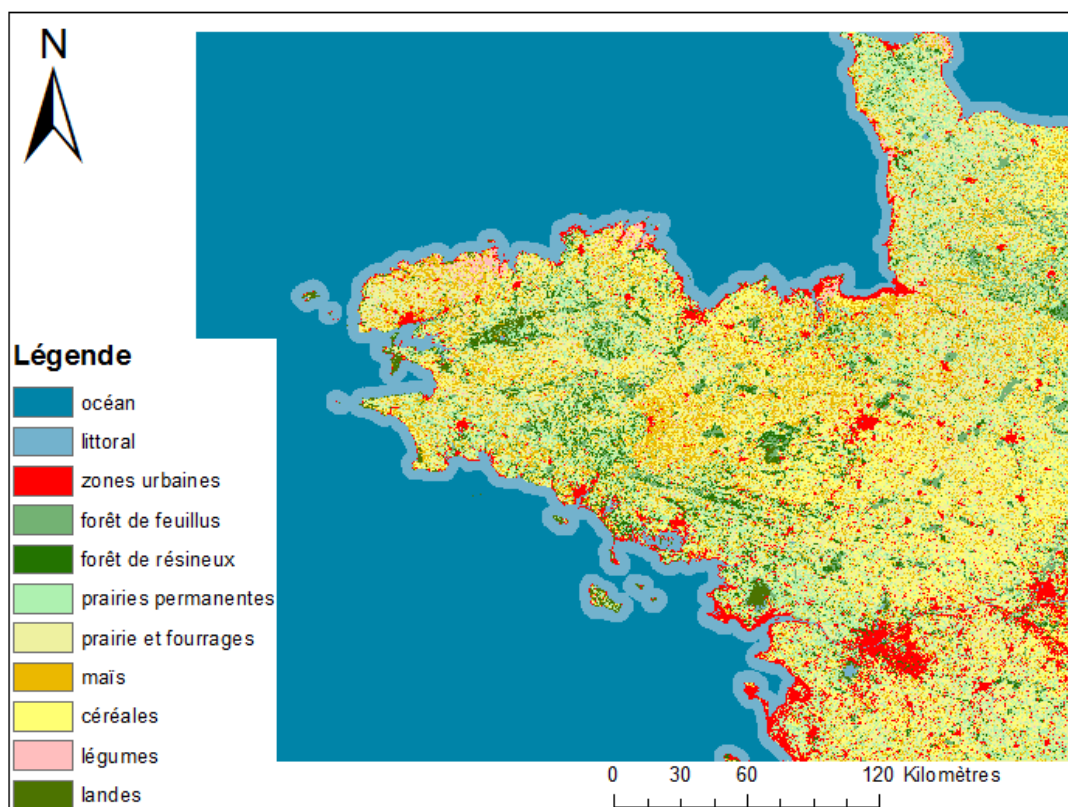 N
Légende
océan
littoral
zones urbaines
forêt de feuillus
forêt de résineux
prairies permanentes
prairie et fourrages
maïs
céréales
légumes
landes
0 30 60 120 Kilomètres